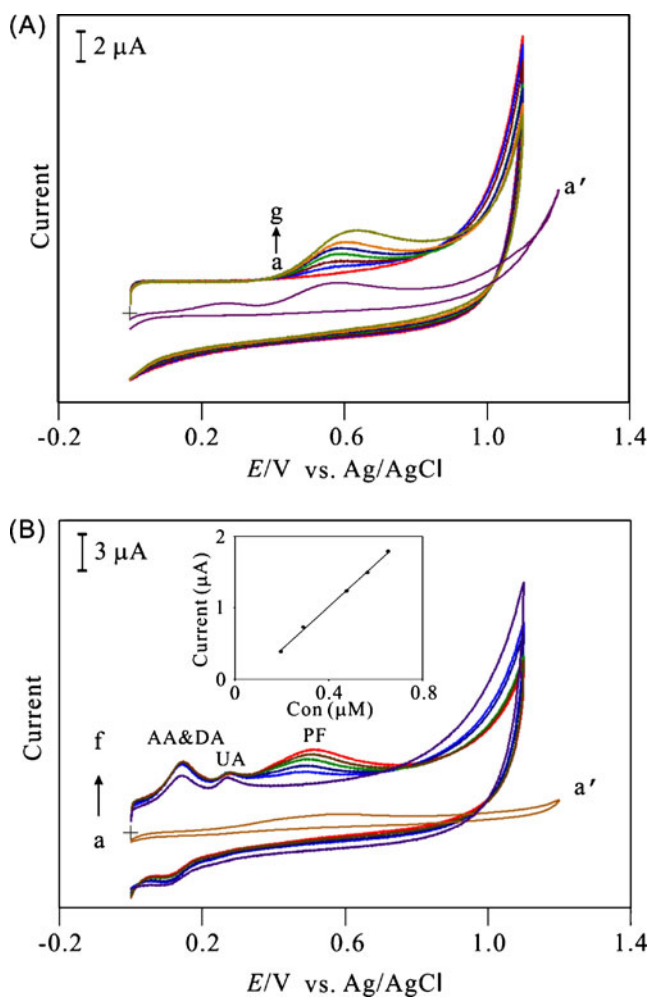 (A)
2 μA
g
a
a′
Current
-0.2 0.2 0.6 1.0 1.4
E/V vs. Ag/AgCl
(B)
3 μA
2
1
0
Current (μA)
0 0.4 0.8
Con (μM)
f
a
AA&DA
UA
PF
a′
Current
-0.2 0.2 0.6 1.0 1.4
E/V vs. Ag/AgCl